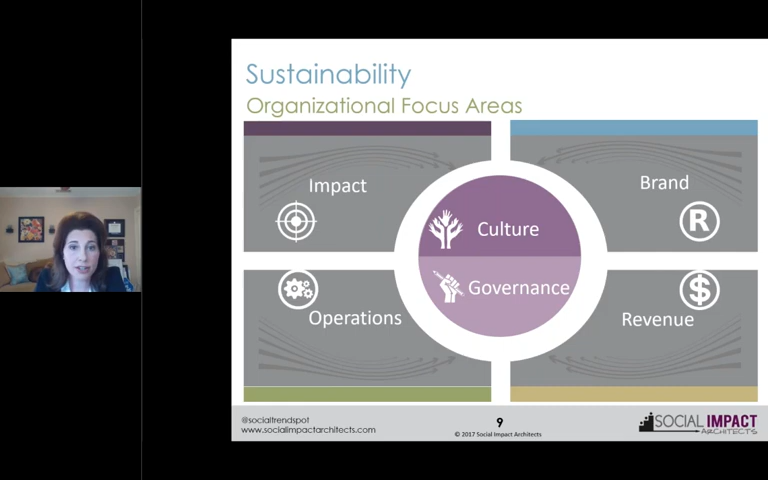 Sustainability
Organizational Focus Areas
Impact
Brand
R
Culture
Governance
$
Operations
Revenue
@socialtrendspot
www.socialimpactarchitects.com
9
© 2017 Social Impact Architects
SOCIAL IMPACT
ARCHITECTS